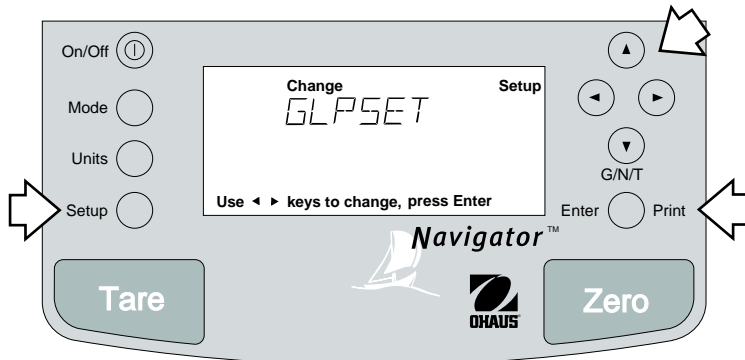 On/Off
Mode
Units
Setup
Change Setup
GLPSET
Use ◄ ► keys to change, press Enter
G/N/T
Enter Print
Navigator™
Tare
OHAUS
Zero